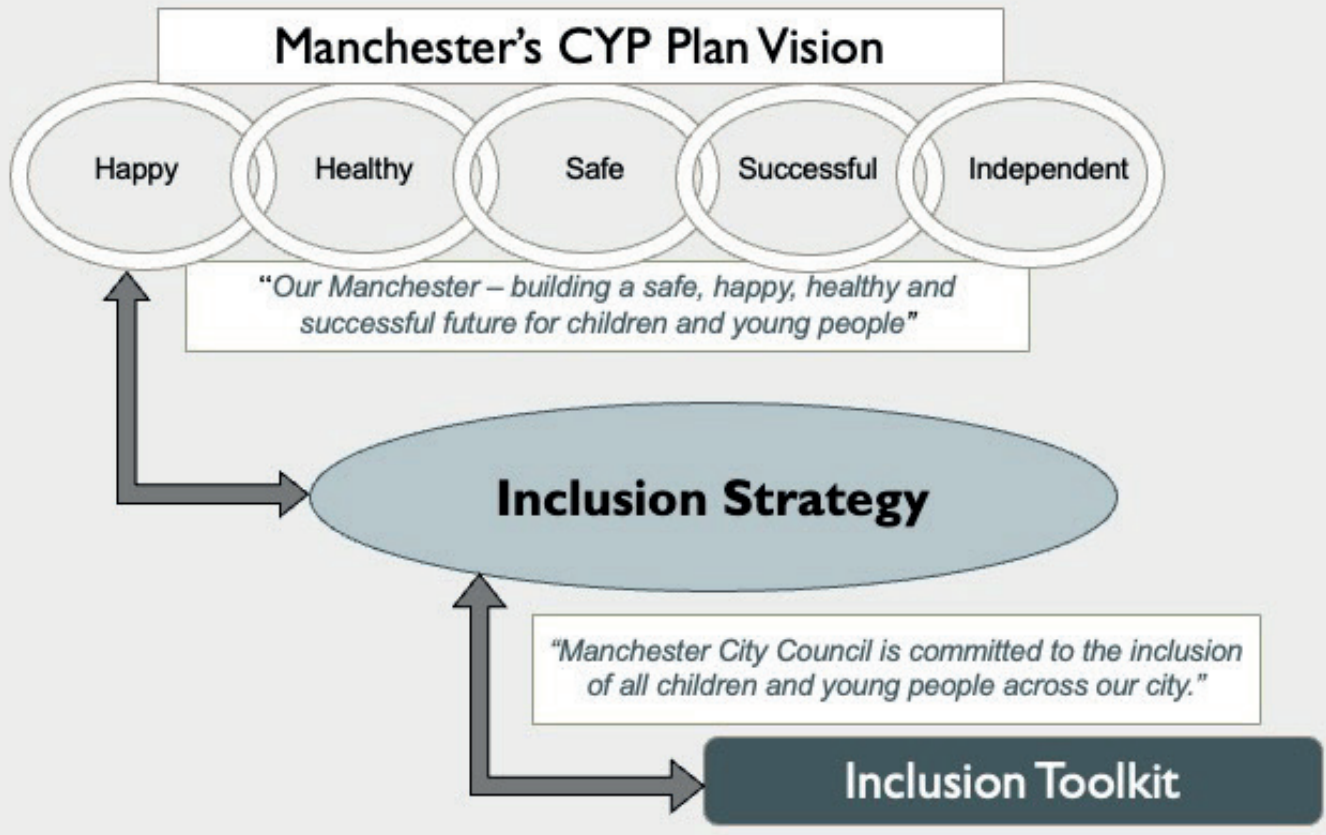 Manchester's CYP Plan Vision
Happy
Healthy
Safe
Successful
Independent
“Our Manchester – building a safe, happy, healthy and
successful future for children and young people”
Inclusion Strategy
“Manchester City Council is committed to the inclusion
of all children and young people across our city.”
Inclusion Toolkit